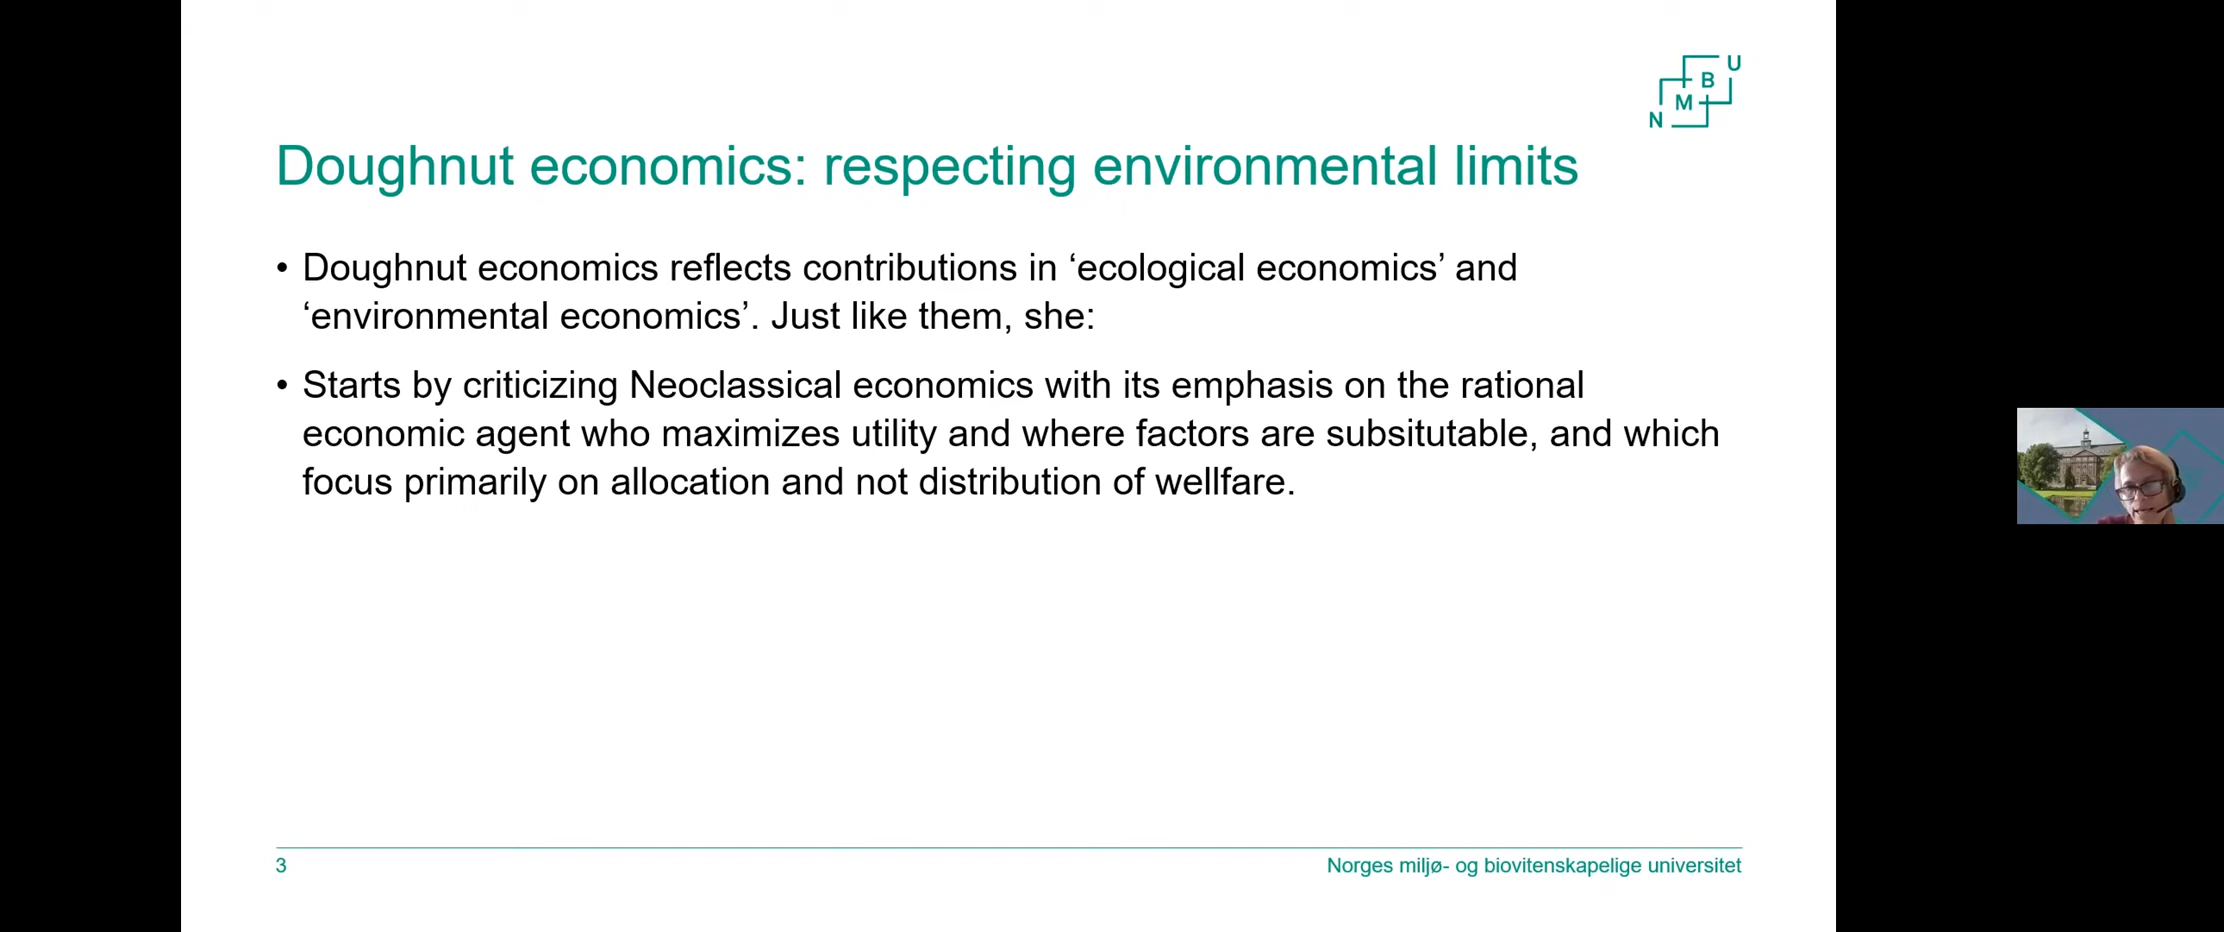 N M B U
Doughnut economics: respecting environmental limits
• Doughnut economics reflects contributions in ‘ecological economics’ and
‘environmental economics’. Just like them, she:
• Starts by criticizing Neoclassical economics with its emphasis on the rational
economic agent who maximizes utility and where factors are subsitutable, and which
focus primarily on allocation and not distribution of wellfare.
3
Norges miljø- og biovitenskapelige universitet